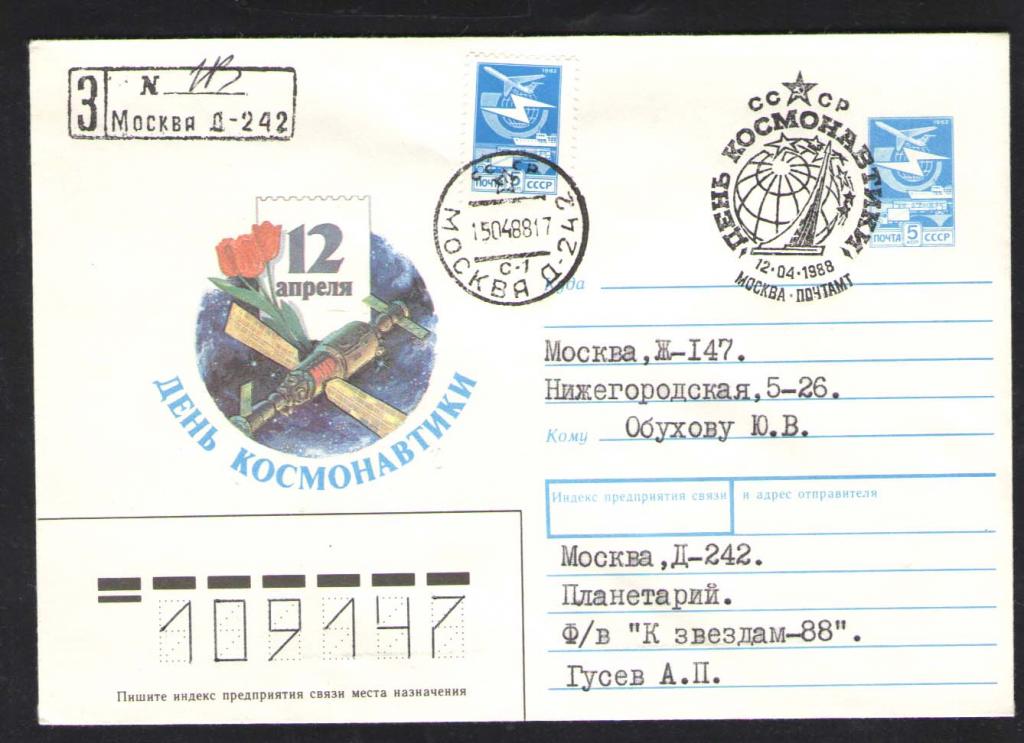 З
N
Москва Д-242
1982
ПОЧТА 5 СССР
СССР
МОСКВА Д-242
15048817
С-1
СССР
ДЕНЬ КОСМОНАВТИКИ
12·04·1988
МОСКВА·ПОЧТАМТ
1982
ПОЧТА 5 КОП СССР
12
апреля
ДЕНЬ КОСМОНАВТИКИ
Куда
Москва,Ж-147.
Нижегородская,5-26.
Кому Обухову Ю.В.
Индекс предприятия связи и адрес отправителя
Москва,Д-242.
Планетарий.
Ф/в "К звездам-88".
Гусев А.П.
109147
Пишите индекс предприятия связи места назначения